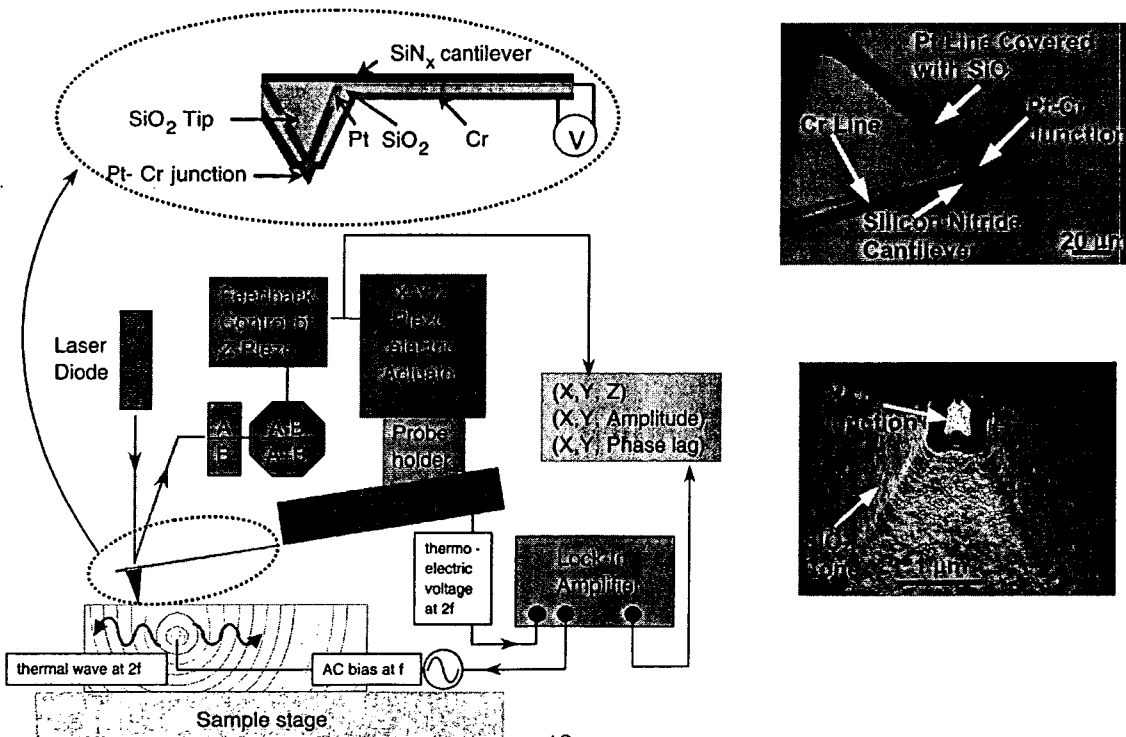 SiNx cantilever
SiO2 Tip
Pt
SiO2
Cr
V
Pt- Cr junction
Pt Line Covered
with SiO
Pt-Cr
junction
Cr Line
Silicon Nitride
Cantilever
20 µm
Laser
Diode
Feedback
Control of
Z-Piezo
X-Y-Z
Piezo
electric
Actuator
A
B
A-B
A+B
Probe
holder
(X,Y, Z)
(X,Y, Amplitude)
(X,Y, Phase lag)
thermo -
electric
voltage
at 2f
Lock-in
Amplifier
thermal wave at 2f
AC bias at f
Sample stage
junction
µm